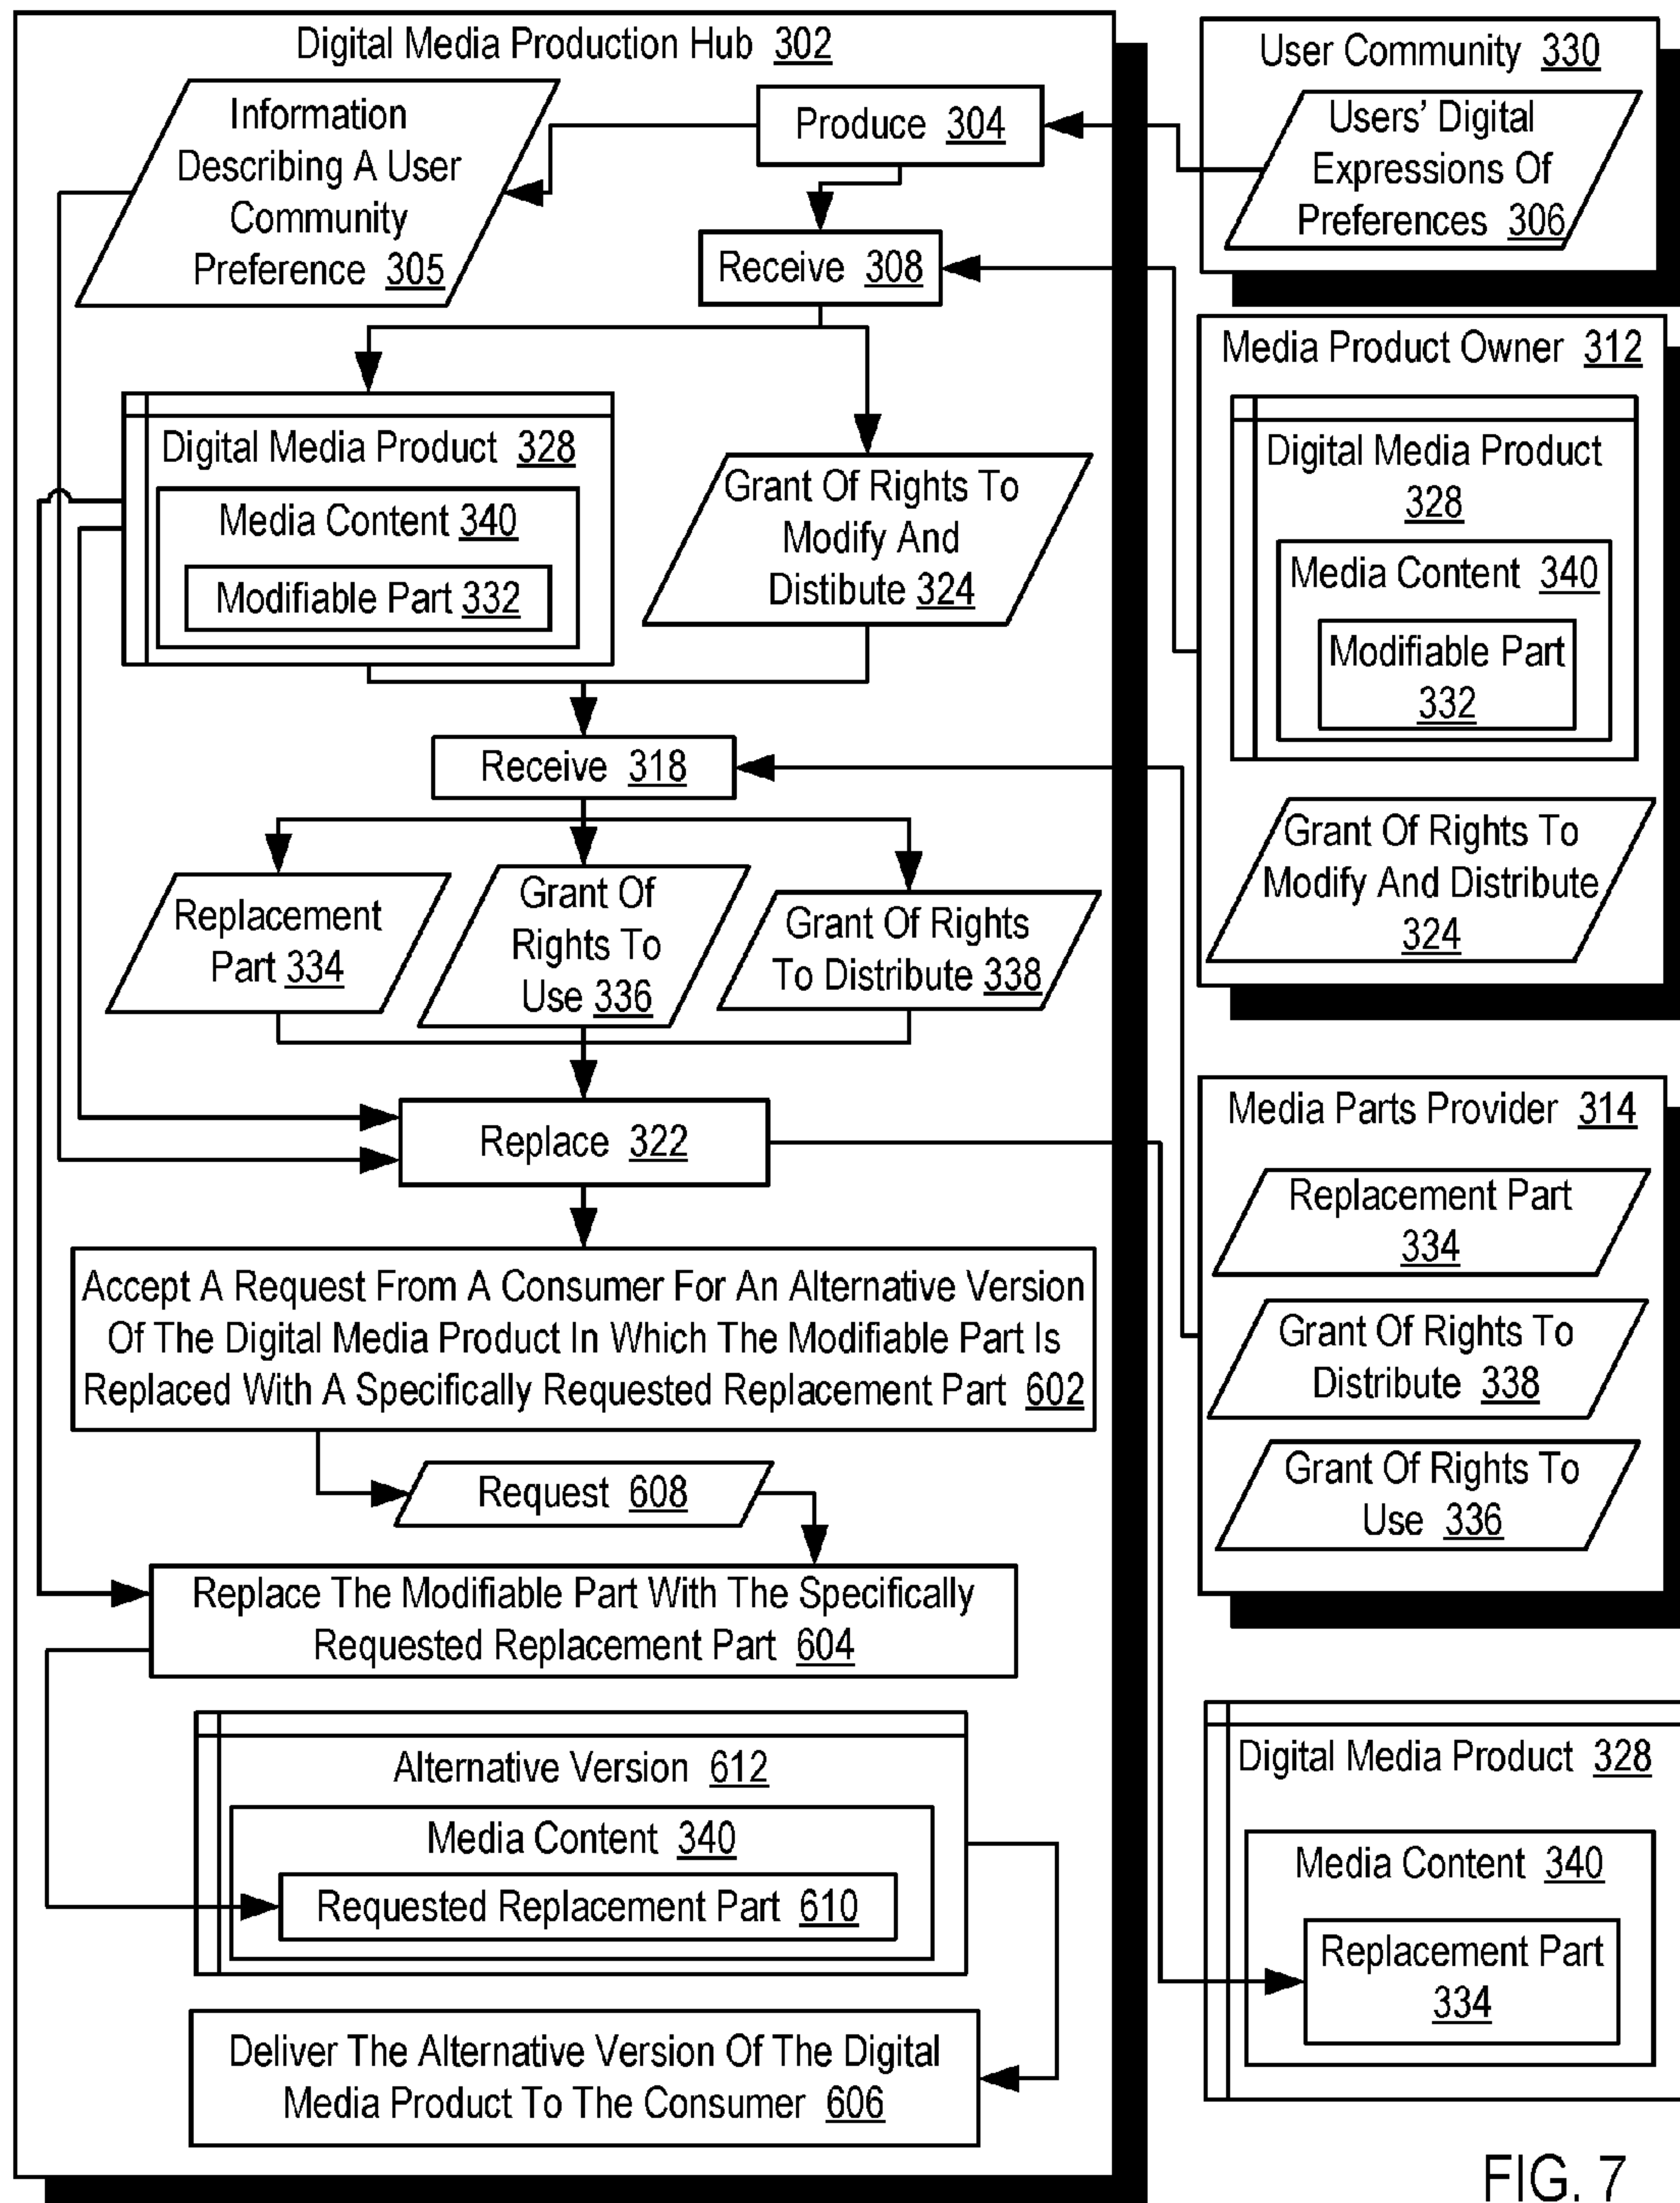 Digital Media Production Hub 302
Information
Describing A User
Community
Preference 305
Produce 304
Receive 308
Digital Media Product 328
Media Content 340
Modifiable Part 332
Grant Of Rights To
Modify And
Distibute 324
Receive 318
Replacement
Part 334
Grant Of
Rights To
Use 336
Grant Of Rights
To Distribute 338
Replace 322
Accept A Request From A Consumer For An Alternative Version
Of The Digital Media Product In Which The Modifiable Part Is
Replaced With A Specifically Requested Replacement Part 602
Request 608
Replace The Modifiable Part With The Specifically
Requested Replacement Part 604
Alternative Version 612
Media Content 340
Requested Replacement Part 610
Deliver The Alternative Version Of The Digital
Media Product To The Consumer 606
User Community 330
Users' Digital
Expressions Of
Preferences 306
Media Product Owner 312
Digital Media Product
328
Media Content 340
Modifiable Part
332
Grant Of Rights To
Modify And Distribute
324
Media Parts Provider 314
Replacement Part
334
Grant Of Rights To
Distribute 338
Grant Of Rights To
Use 336
Digital Media Product 328
Media Content 340
Replacement Part
334
FIG. 7